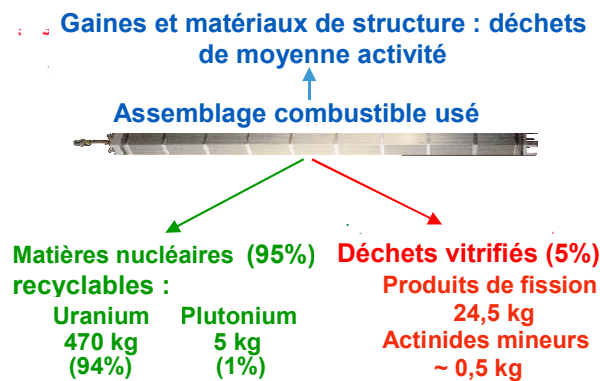 Gaines et matériaux de structure : déchets
de moyenne activité
Assemblage combustible usé
Matières nucléaires (95%)
recyclables :
Uranium
470 kg
(94%)
Plutonium
5 kg
(1%)
Déchets vitrifiés (5%)
Produits de fission
24,5 kg
Actinides mineurs
~ 0,5 kg